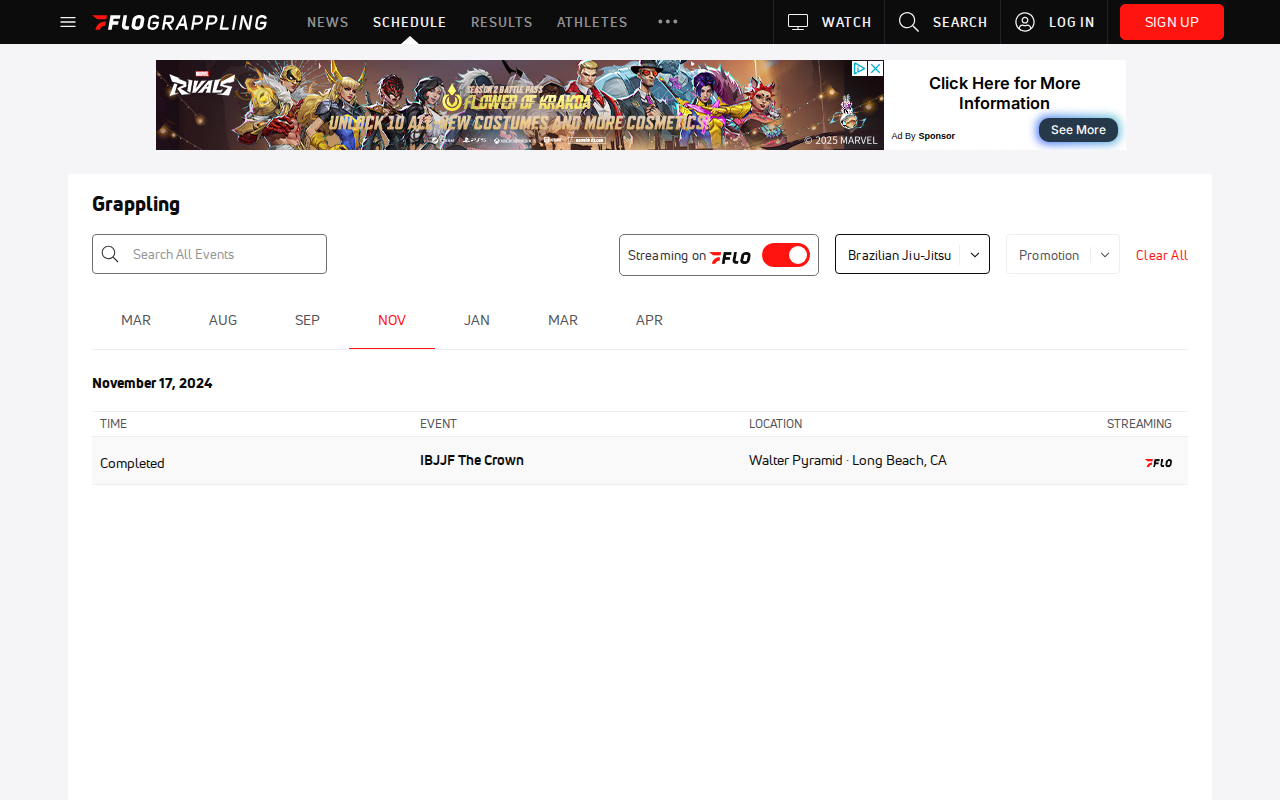 FLOGRAPPLING NEWS SCHEDULE RESULTS ATHLETES WATCH SEARCH LOG IN SIGN UP
MARVEL
RIVALS
SEASON 2 BATTLE PASS
FLOWER OF KRAKOA
UNLOCK 10 ALL-NEW COSTUMES AND MORE COSMETICS
© 2025 MARVEL
Click Here for More
Information
Ad By Sponsor
See More
Grappling
Search All Events
Streaming on FLO
Brazilian Jiu-Jitsu
Promotion
Clear All
MAR AUG SEP NOV JAN MAR APR
November 17, 2024
TIME EVENT LOCATION STREAMING
Completed IBJJF The Crown Walter Pyramid · Long Beach, CA FLO